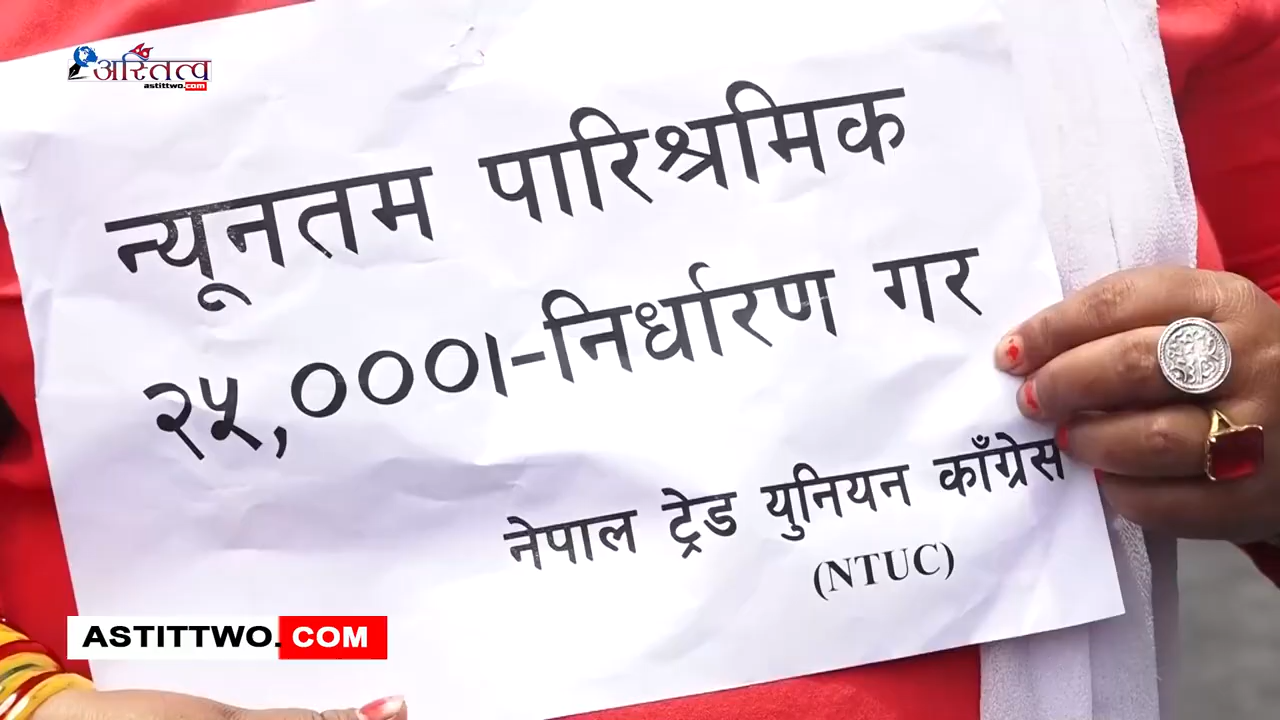 अस्तित्व
astittwo.com
न्यूनतम पारिश्रमिक
२५,०००।-निर्धारण गर
नेपाल ट्रेड युनियन काँग्रेस
(NTUC)
ASTITTWO.COM